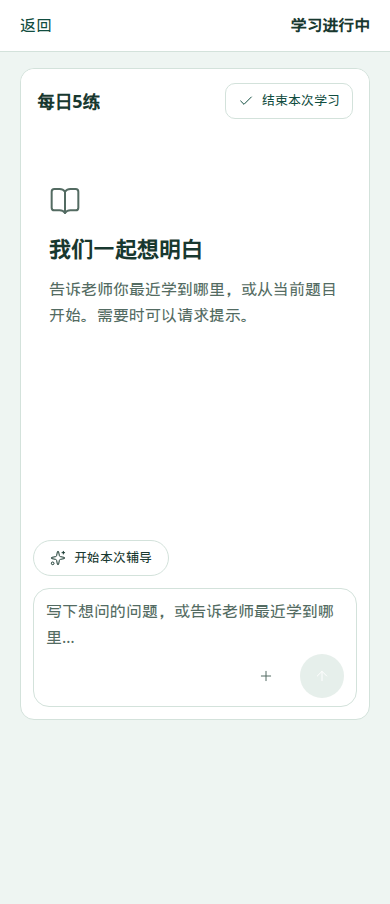 返回
学习进行中
每日5练
结束本次学习
我们一起想明白
告诉老师你最近学到哪里，或从当前题目
开始。需要时可以请求提示。
开始本次辅导
写下想问的问题，或告诉老师最近学到哪
里...